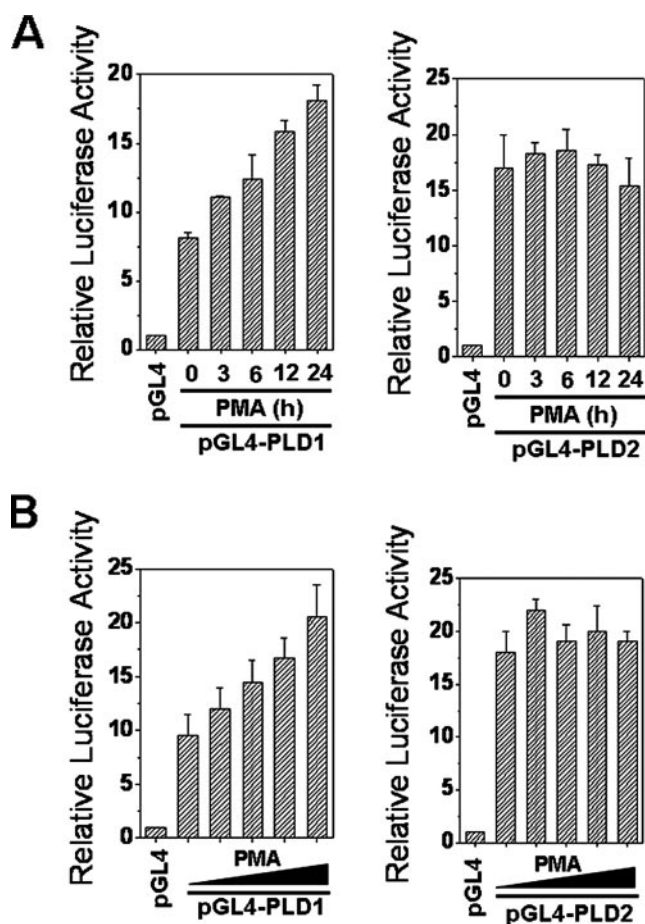 A
Relative Luciferase Activity
20
15
10
5
0
pGL4
0 3 6 12 24
PMA (h)
pGL4-PLD1
Relative Luciferase Activity
25
20
15
10
5
0
pGL4
0 3 6 12 24
PMA (h)
pGL4-PLD2
B
Relative Luciferase Activity
25
20
15
10
5
0
pGL4
PMA
pGL4-PLD1
Relative Luciferase Activity
25
20
15
10
5
0
pGL4
PMA
pGL4-PLD2